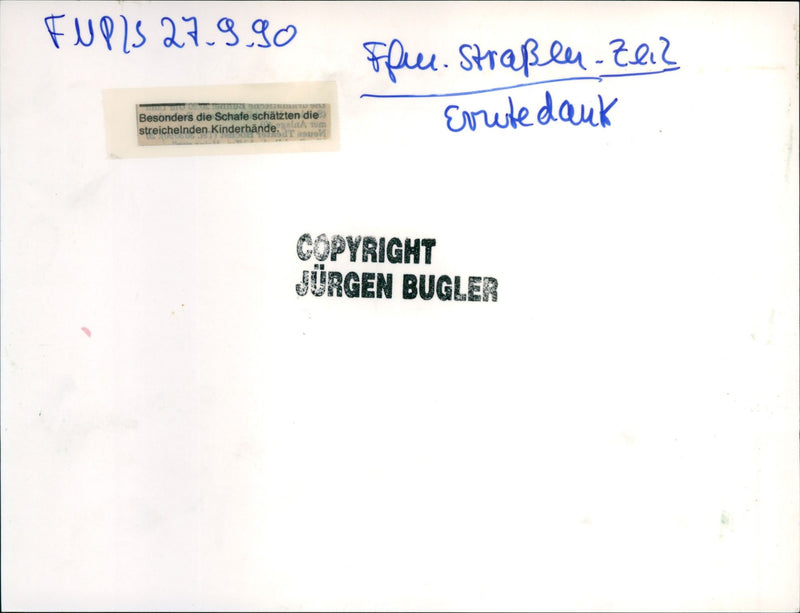 FNP/S 27.9.90
Ffm. Straßen - Zeil
Erntedank
Besonders die Schafe schätzten die
streichelnden Kinderhände.
COPYRIGHT
JÜRGEN BUGLER